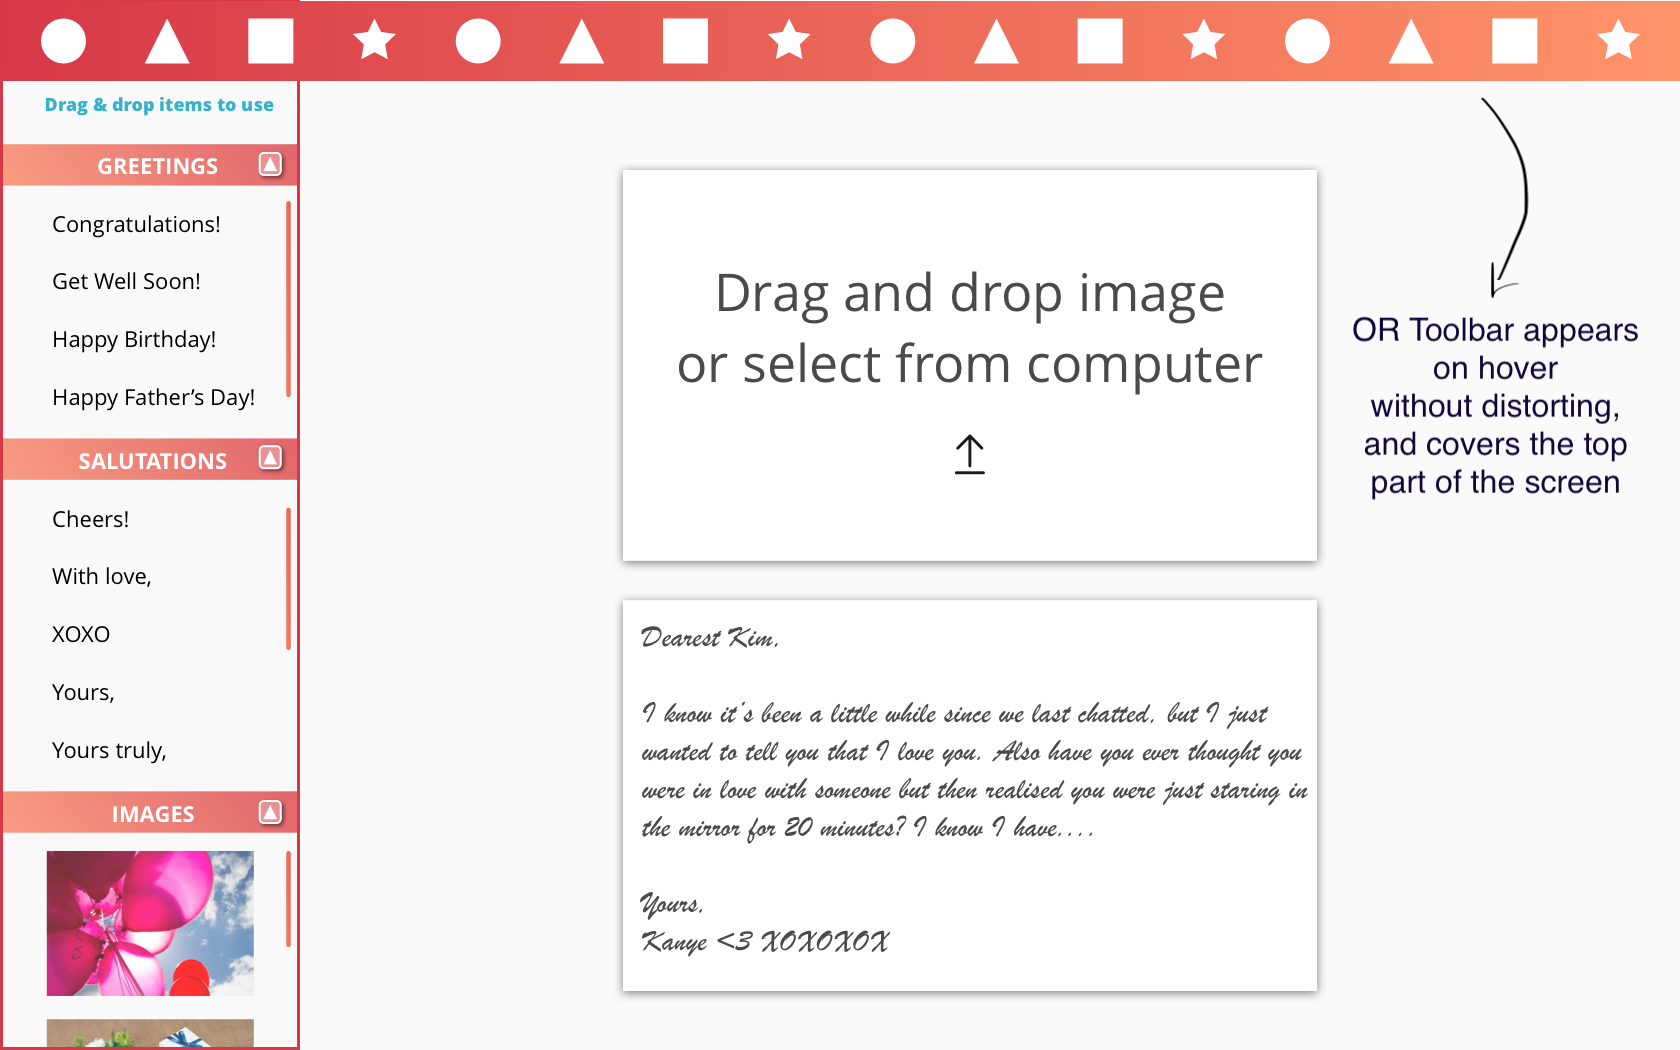 Drag & drop items to use
GREETINGS
Congratulations!
Get Well Soon!
Happy Birthday!
Happy Father’s Day!
SALUTATIONS
Cheers!
With love,
XOXO
Yours,
Yours truly,
IMAGES
Drag and drop image
or select from computer
Dearest Kim,
I know it's been a little while since we last chatted, but I just
wanted to tell you that I love you. Also have you ever thought you
were in love with someone but then realised you were just staring in
the mirror for 20 minutes? I know I have....
Yours,
Kanye <3 XOXOXOX
OR Toolbar appears
on hover
without distorting,
and covers the top
part of the screen